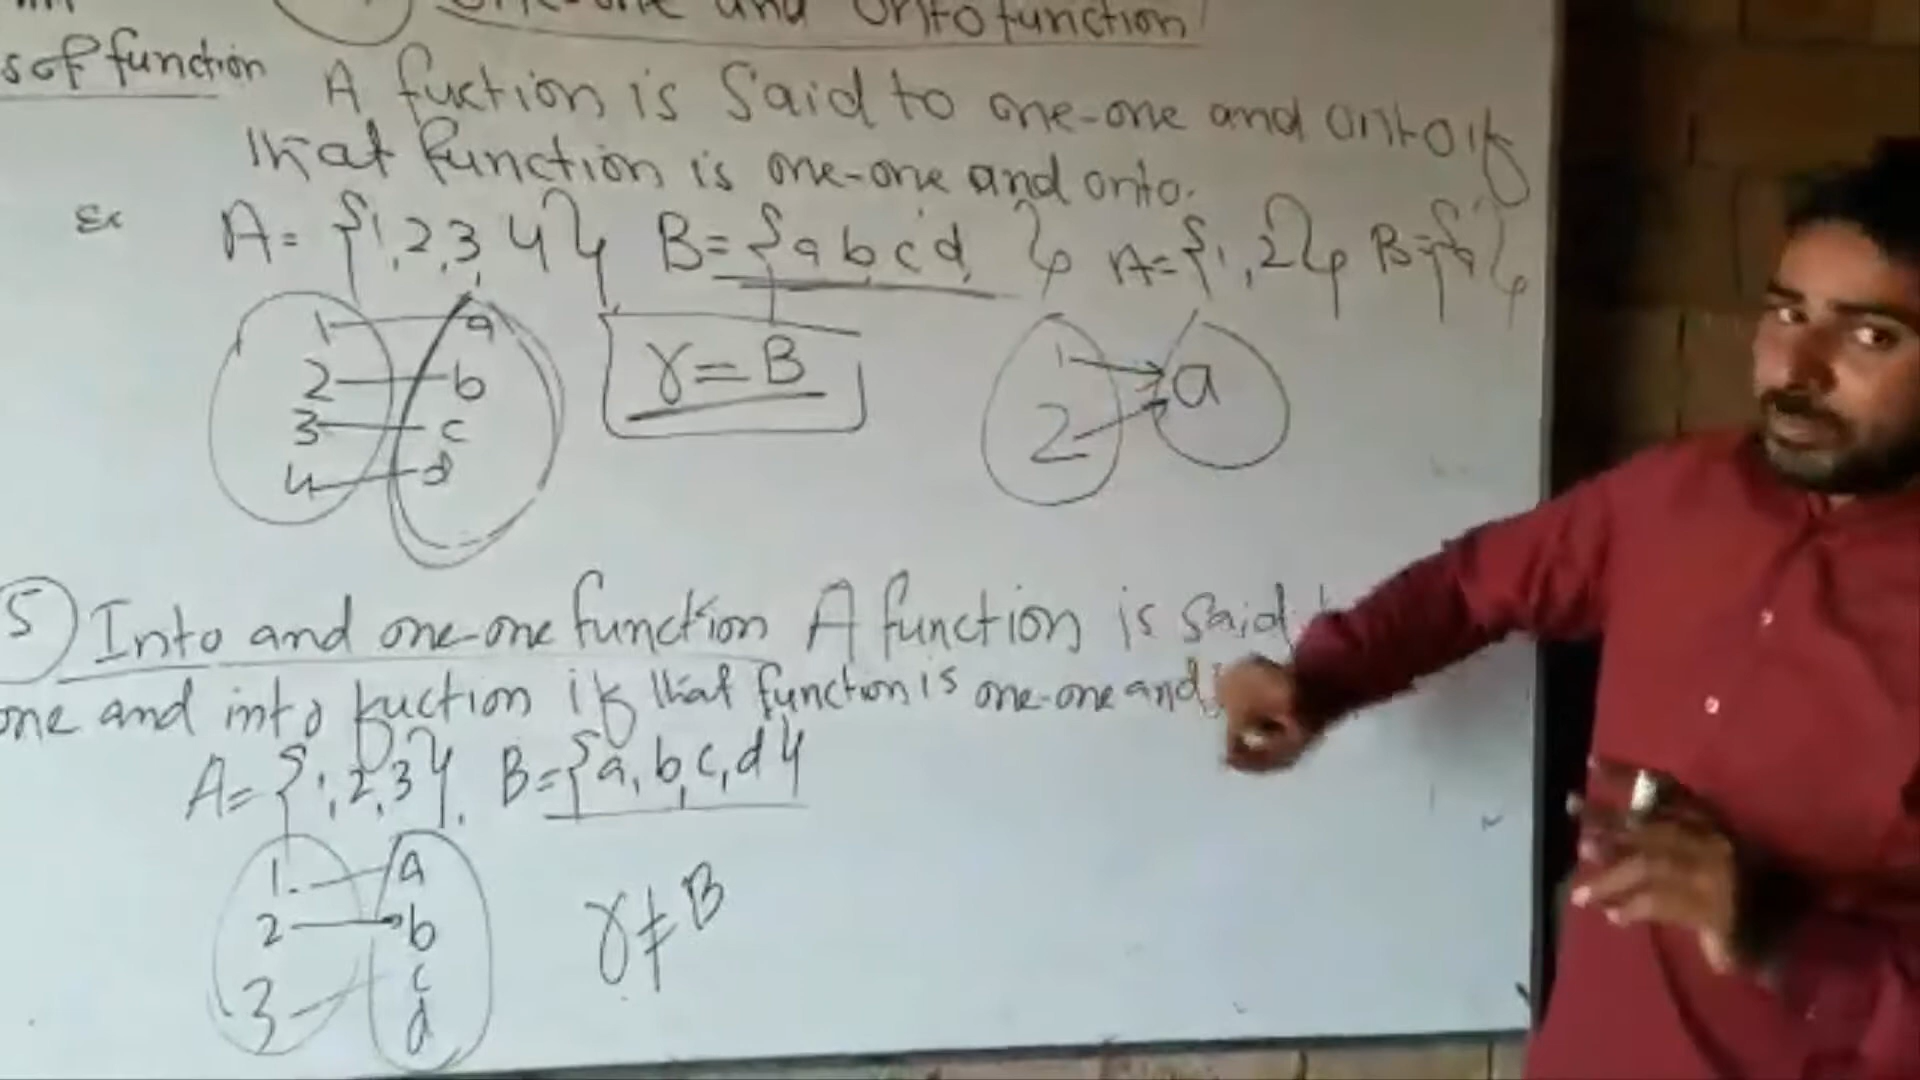 one-one and onto function
s of function
A fuction is Said to one-one and onto if
that function is one-one and onto.
Ex A = {1,2,3 4} B = {a b, c d, } A = {1,2} B = {a}
1 a
2 b
3 c
4 d
r = B
1
2
a
5 Into and one-one function A function is Said
one and into fuction if that function is one-one and
A = {1,2,3}. B = {a, b, c, d}
1. a
2 b
3 c
d
r ≠ B